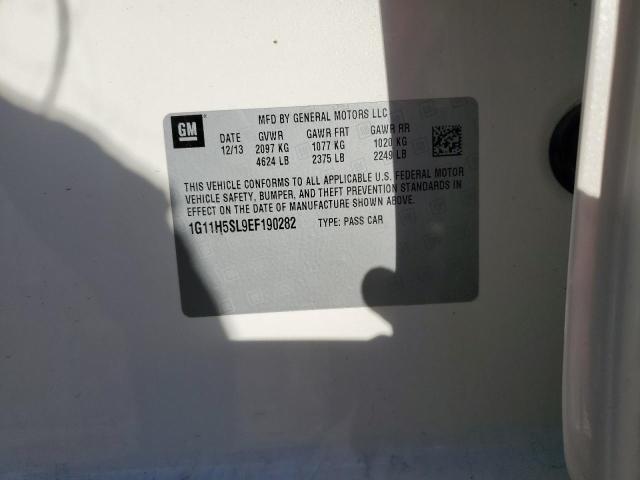 GM
MFD BY GENERAL MOTORS LLC
DATE GVWR GAWR FRT GAWR RR
12/13 2097 KG 1077 KG 1020 KG
4624 LB 2375 LB 2249 LB
THIS VEHICLE CONFORMS TO ALL APPLICABLE U.S. FEDERAL MOTOR
VEHICLE SAFETY, BUMPER, AND THEFT PREVENTION STANDARDS IN
EFFECT ON THE DATE OF MANUFACTURE SHOWN ABOVE.
1G11H5SL9EF190282 TYPE: PASS CAR